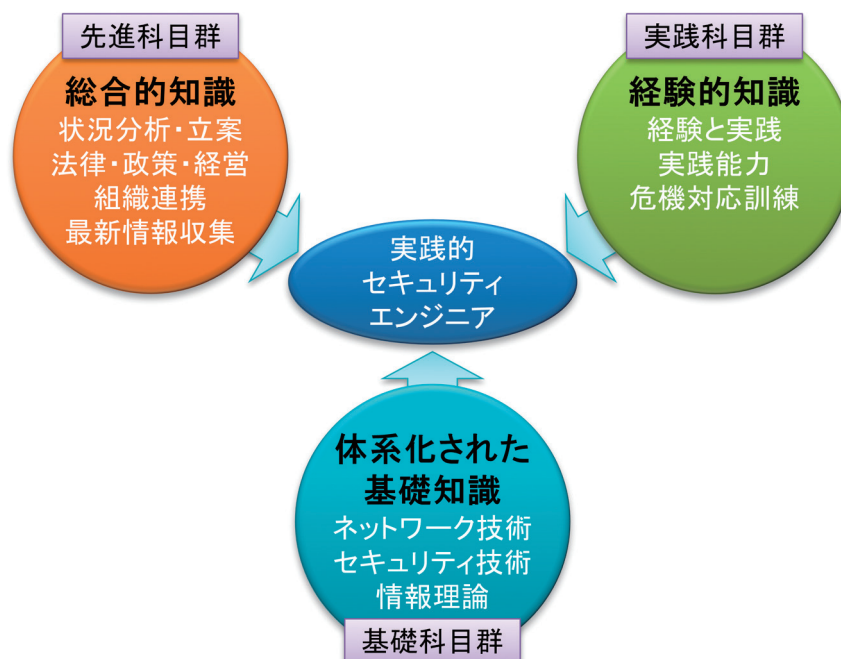 先進科目群
総合的知識
状況分析・立案
法律・政策・経営
組織連携
最新情報収集
実践科目群
経験的知識
経験と実践
実践能力
危機対応訓練
実践的
セキュリティ
エンジニア
体系化された
基礎知識
ネットワーク技術
セキュリティ技術
情報理論
基礎科目群